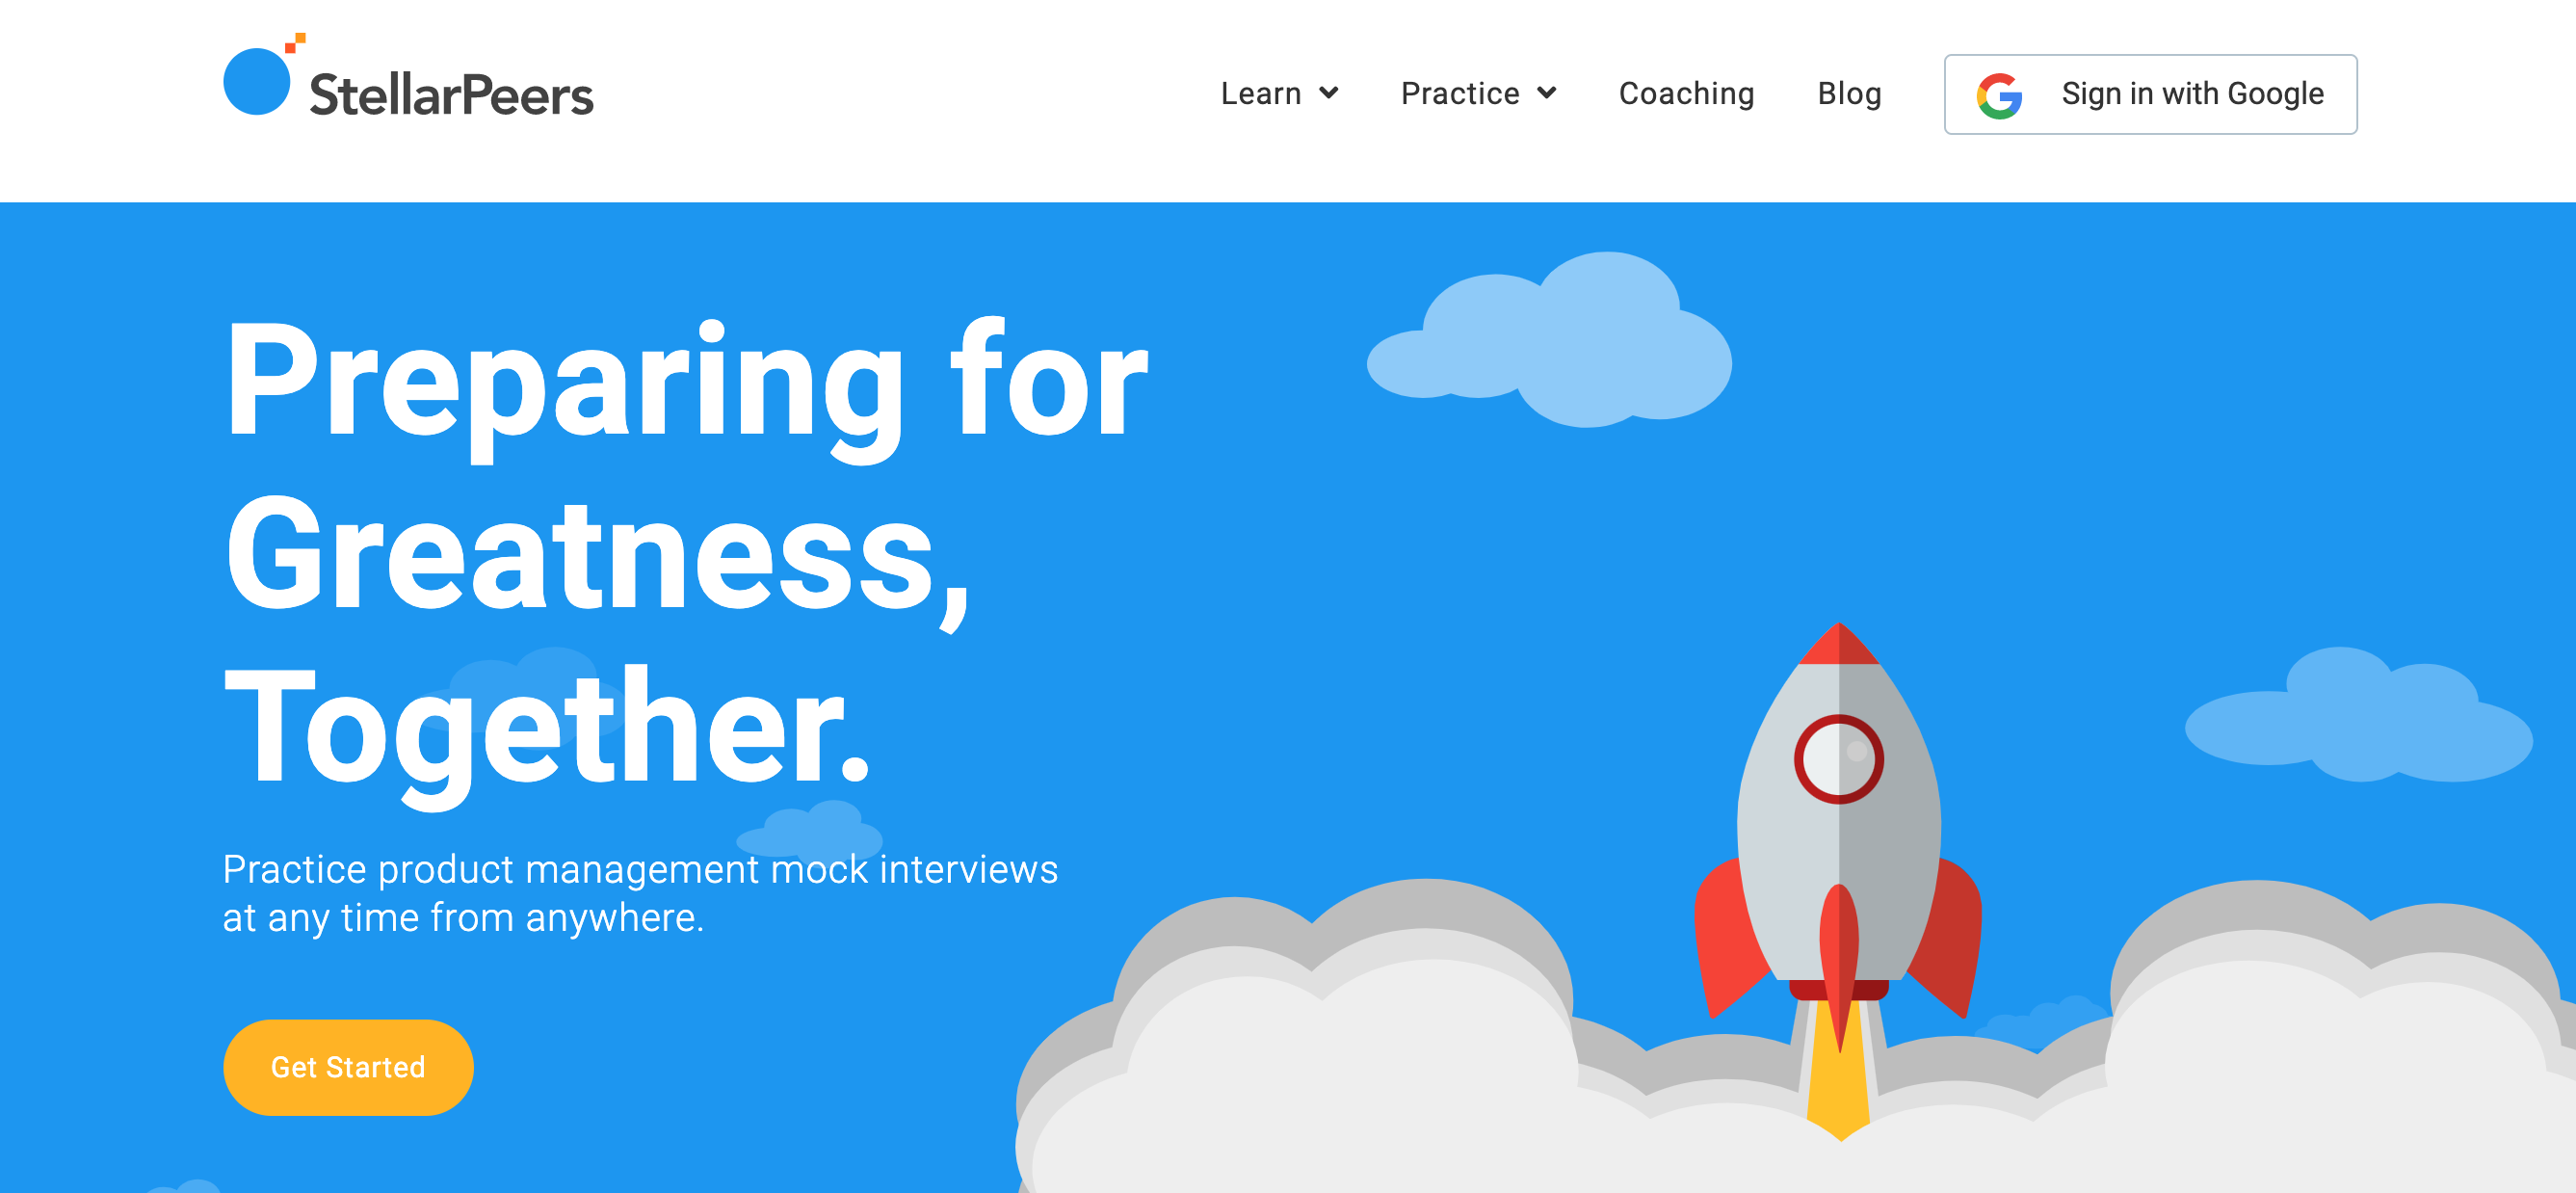 StellarPeers
Learn
Practice
Coaching
Blog
Sign in with Google
Preparing for
Greatness,
Together.
Practice product management mock interviews
at any time from anywhere.
Get Started